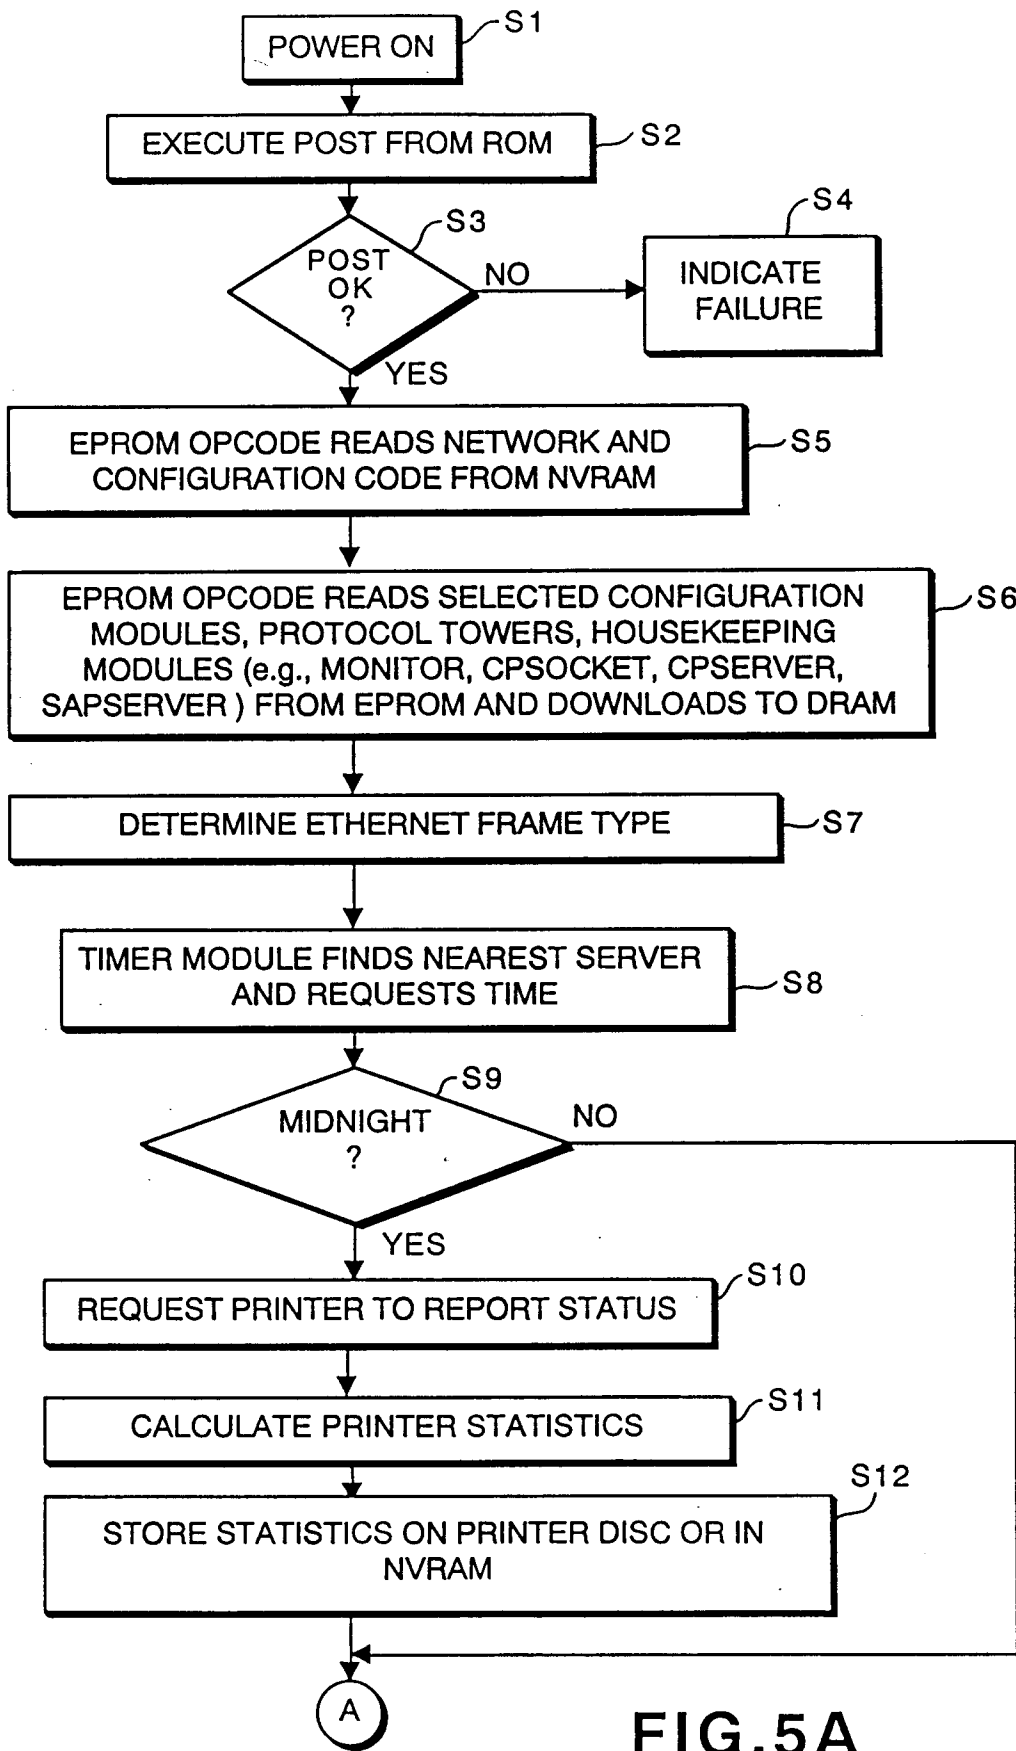 S1
POWER ON
EXECUTE POST FROM ROM
S2
S3
POST
OK
?
NO
S4
INDICATE
FAILURE
YES
EPROM OPCODE READS NETWORK AND
CONFIGURATION CODE FROM NVRAM
S5
EPROM OPCODE READS SELECTED CONFIGURATION
MODULES, PROTOCOL TOWERS, HOUSEKEEPING
MODULES (e.g., MONITOR, CPSOCKET, CPSERVER,
SAPSERVER ) FROM EPROM AND DOWNLOADS TO DRAM
S6
DETERMINE ETHERNET FRAME TYPE
S7
TIMER MODULE FINDS NEAREST SERVER
AND REQUESTS TIME
S8
S9
MIDNIGHT
?
NO
YES
S10
REQUEST PRINTER TO REPORT STATUS
S11
CALCULATE PRINTER STATISTICS
S12
STORE STATISTICS ON PRINTER DISC OR IN
NVRAM
A
FIG.5A